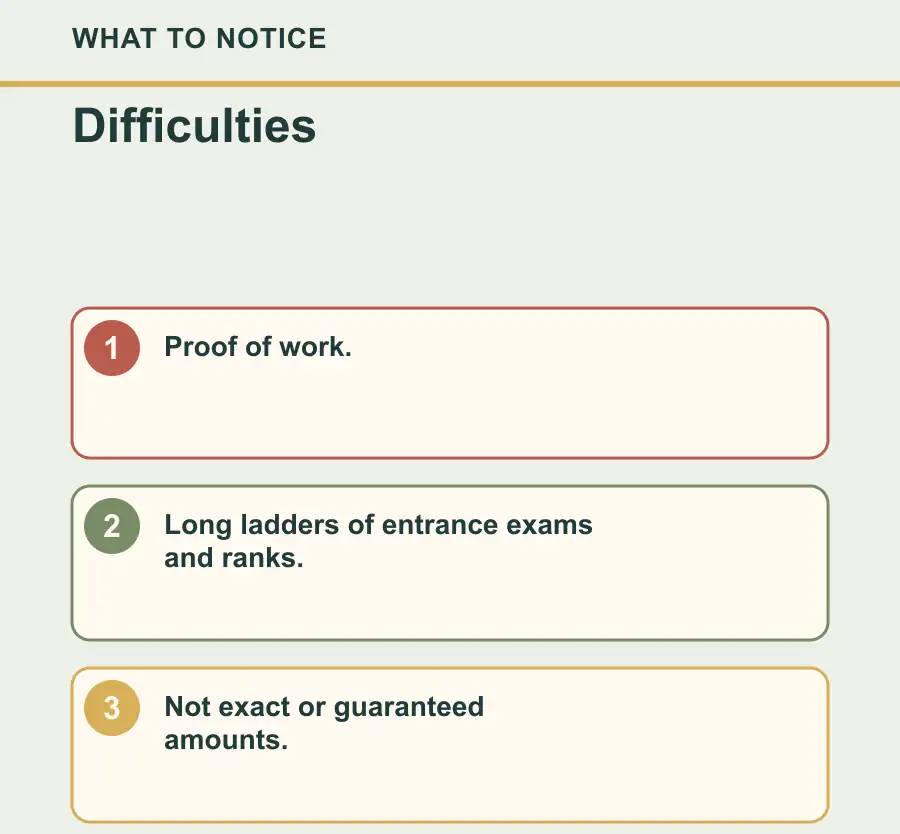 WHAT TO NOTICE
Difficulties
1
Proof of work.
2
Long ladders of entrance exams
and ranks.
3
Not exact or guaranteed
amounts.